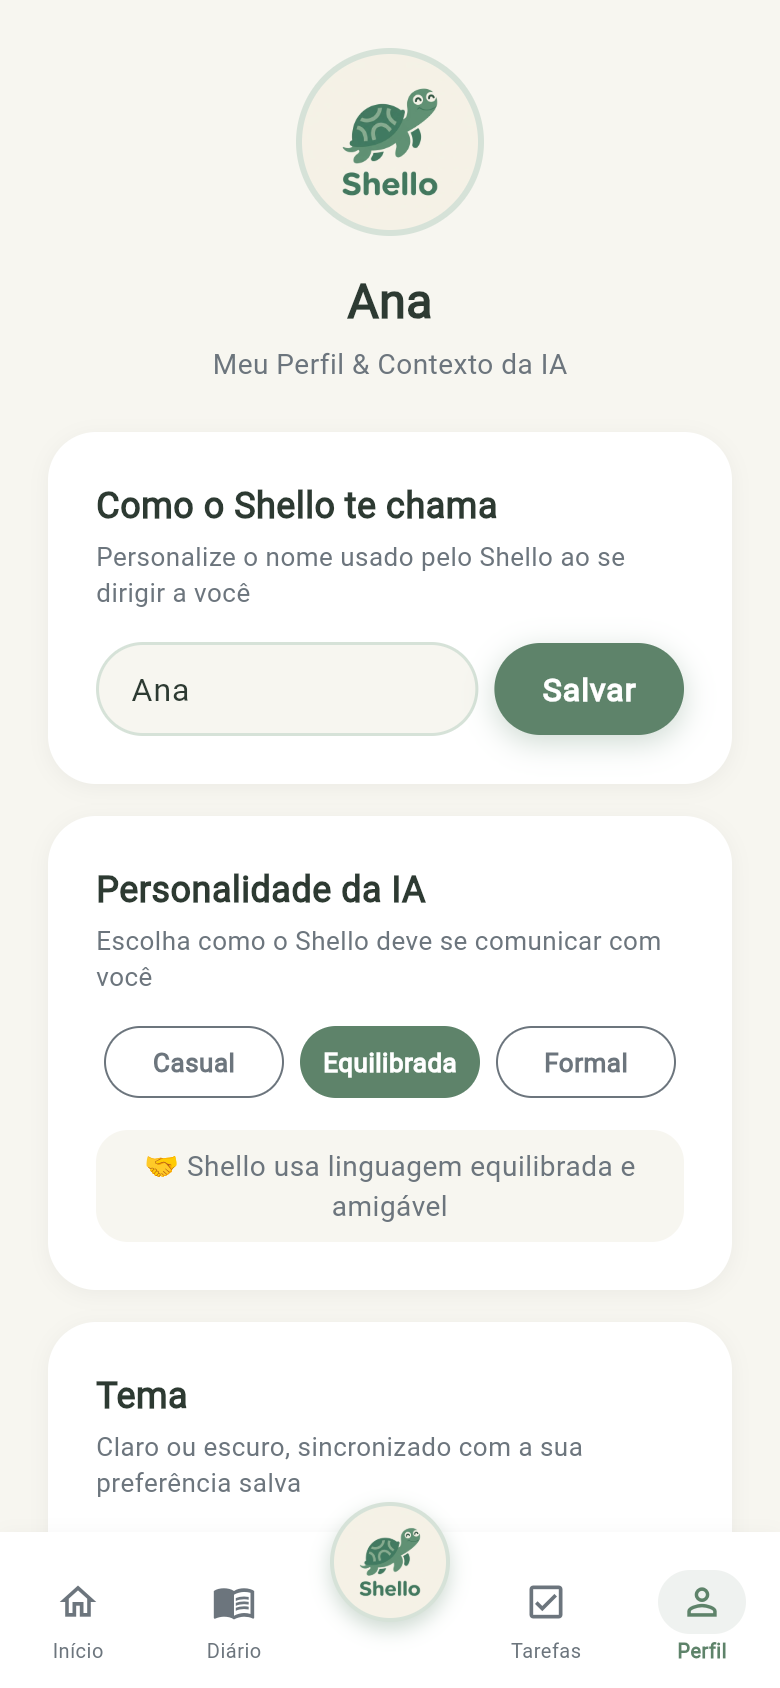 Shello
Ana
Meu Perfil & Contexto da IA
Como o Shello te chama
Personalize o nome usado pelo Shello ao se
dirigir a você
Ana
Salvar
Personalidade da IA
Escolha como o Shello deve se comunicar com
você
Casual
Equilibrada
Formal
🤝 Shello usa linguagem equilibrada e
amigável
Tema
Claro ou escuro, sincronizado com a sua
preferência salva
Início
Diário
Shello
Tarefas
Perfil